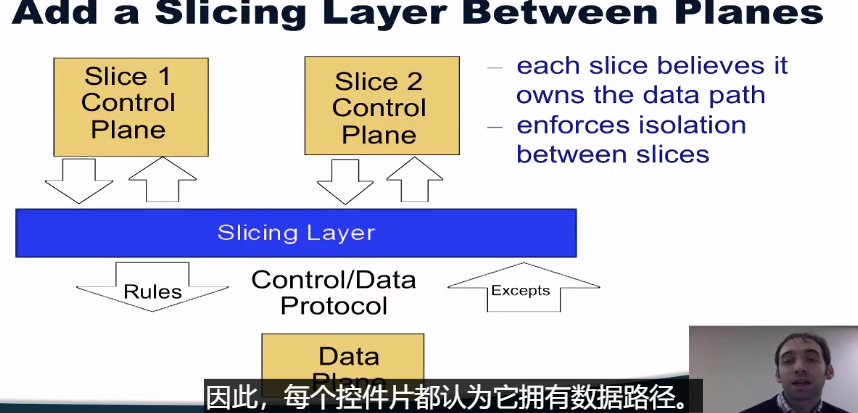 Add a Slicing Layer Between Planes
Slice 1
Control
Plane
Slice 2
Control
Plane
– each slice believes it
owns the data path
– enforces isolation
between slices
Slicing Layer
Rules
Control/Data
Protocol
Excepts
Data
Plane
因此，每个控件片都认为它拥有数据路径。